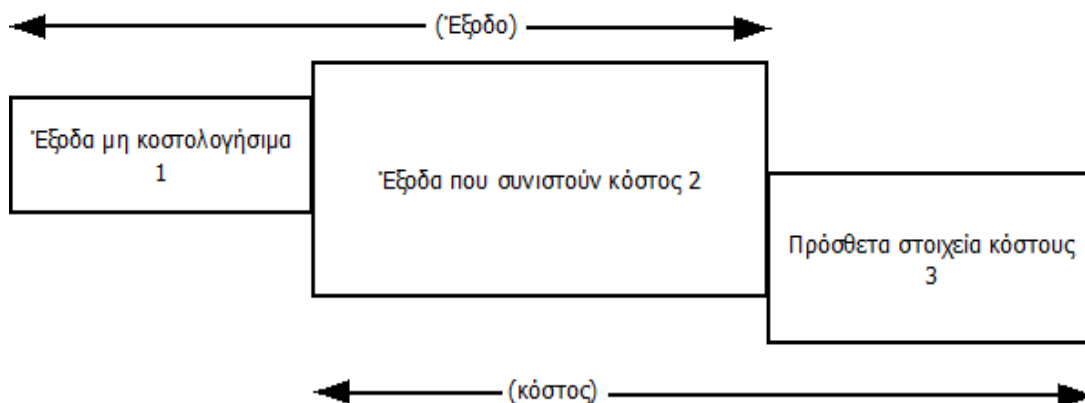 (Έξοδο)
Έξοδα μη κοστολογήσιμα
1
Έξοδα που συνιστούν κόστος 2
Πρόσθετα στοιχεία κόστους
3
(κόστος)